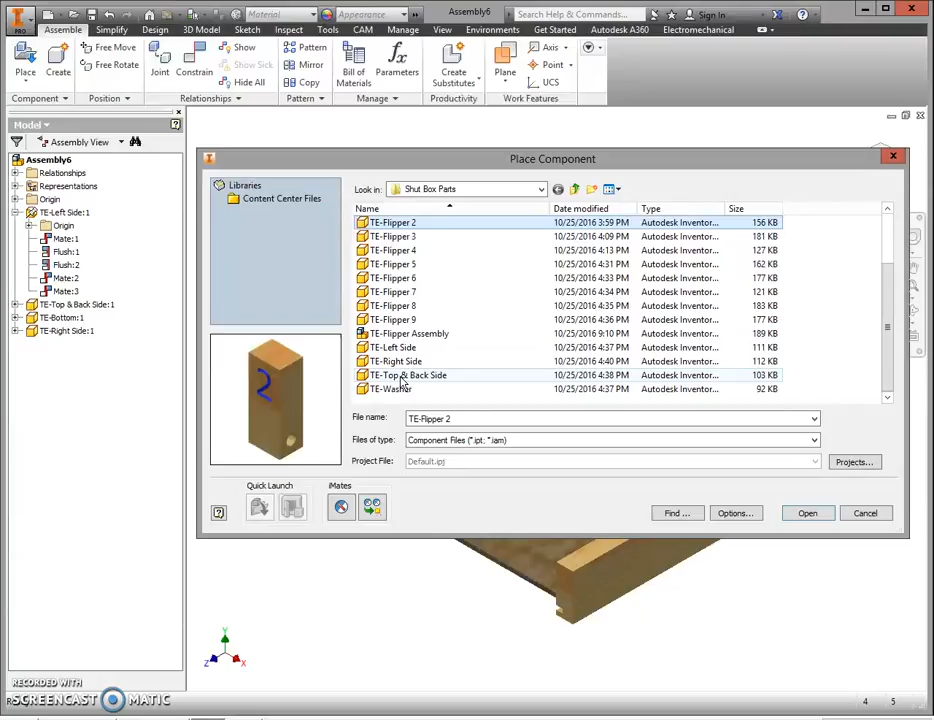 Material
Appearance
Assembly6
Search Help & Commands...
Sign In
PRO
Assemble Simplify Design 3D Model Sketch Inspect Tools CAM Manage View Environments Get Started Autodesk A360 Electromechanical
Place
Create
Free Move
Free Rotate
Joint
Constrain
Show
Show Sick
Hide All
Pattern
Mirror
Copy
Bill of Materials
Parameters
Create Substitutes
Plane
Axis
Point
UCS
Component Position Relationships Pattern Manage Productivity Work Features
Model
Assembly View
Assembly6
Relationships
Representations
Origin
TE-Left Side:1
Origin
Mate:1
Flush:1
Flush:2
Mate:2
Mate:3
TE-Top & Back Side:1
TE-Bottom:1
TE-Right Side:1
Place Component
Libraries
Content Center Files
Look in: Shut Box Parts
Name Date modified Type Size
TE-Flipper 2 10/25/2016 3:59 PM Autodesk Inventor... 156 KB
TE-Flipper 3 10/25/2016 4:09 PM Autodesk Inventor... 181 KB
TE-Flipper 4 10/25/2016 4:13 PM Autodesk Inventor... 127 KB
TE-Flipper 5 10/25/2016 4:31 PM Autodesk Inventor... 162 KB
TE-Flipper 6 10/25/2016 4:33 PM Autodesk Inventor... 177 KB
TE-Flipper 7 10/25/2016 4:34 PM Autodesk Inventor... 121 KB
TE-Flipper 8 10/25/2016 4:35 PM Autodesk Inventor... 183 KB
TE-Flipper 9 10/25/2016 4:36 PM Autodesk Inventor... 177 KB
TE-Flipper Assembly 10/25/2016 9:10 PM Autodesk Inventor... 189 KB
TE-Left Side 10/25/2016 4:37 PM Autodesk Inventor... 111 KB
TE-Right Side 10/25/2016 4:40 PM Autodesk Inventor... 112 KB
TE-Top & Back Side 10/25/2016 4:38 PM Autodesk Inventor... 103 KB
TE-Washer 10/25/2016 4:37 PM Autodesk Inventor... 92 KB
2
File name: TE-Flipper 2
Files of type: Component Files (*.ipt; *.iam)
Project File: Default.ipj
Projects...
Quick Launch
iMates
Find ...
Options...
Open
Cancel
Y
Z
X
RECORDED WITH
SCREENCAST MATIC
4 5